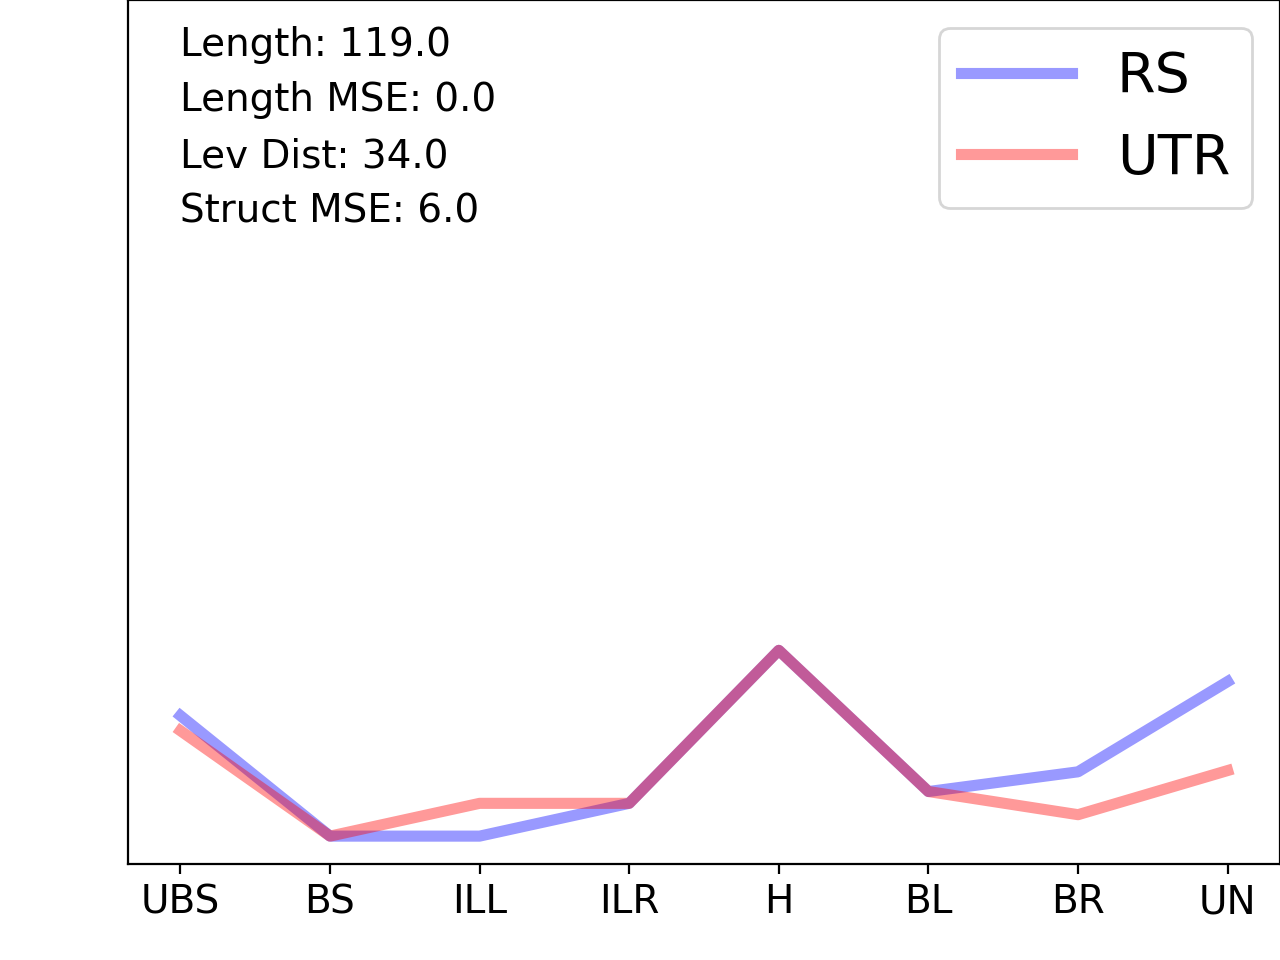 Length: 119.0
Length MSE: 0.0
Lev Dist: 34.0
Struct MSE: 6.0
RS
UTR
UBS BS ILL ILR H BL BR UN